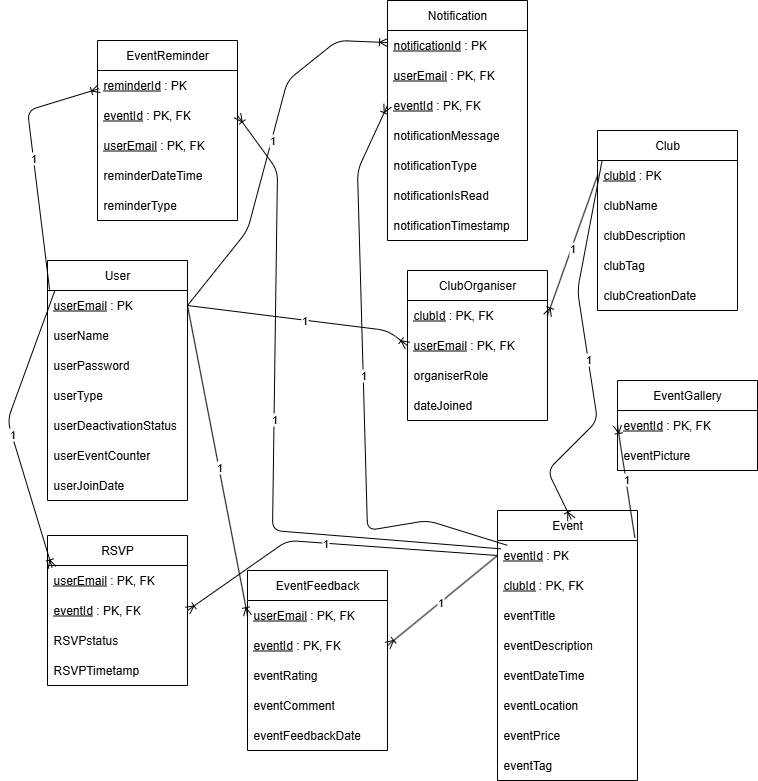 Notification
notificationId : PK
userEmail : PK, FK
eventId : PK, FK
notificationMessage
notificationType
notificationIsRead
notificationTimestamp
EventReminder
reminderId : PK
eventId : PK, FK
userEmail : PK, FK
reminderDateTime
reminderType
Club
clubId : PK
clubName
clubDescription
clubTag
clubCreationDate
User
userEmail : PK
userName
userPassword
userType
userDeactivationStatus
userEventCounter
userJoinDate
ClubOrganiser
clubId : PK, FK
userEmail : PK, FK
organiserRole
dateJoined
EventGallery
eventId : PK, FK
eventPicture
RSVP
userEmail : PK, FK
eventId : PK, FK
RSVPstatus
RSVPTimetamp
EventFeedback
userEmail : PK, FK
eventId : PK, FK
eventRating
eventComment
eventFeedbackDate
Event
eventId : PK
clubId : PK, FK
eventTitle
eventDescription
eventDateTime
eventLocation
eventPrice
eventTag
1
1
1
1
1
1
1
1
1
1
1
1